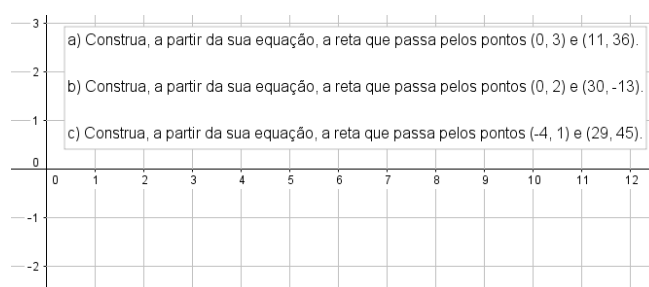 3
a) Construa, a partir da sua equação, a reta que passa pelos pontos (0, 3) e (11, 36).
2
b) Construa, a partir da sua equação, a reta que passa pelos pontos (0, 2) e (30, -13).
1
c) Construa, a partir da sua equação, a reta que passa pelos pontos (-4, 1) e (29, 45).
0
0 1 2 3 4 5 6 7 8 9 10 11 12
-1
-2